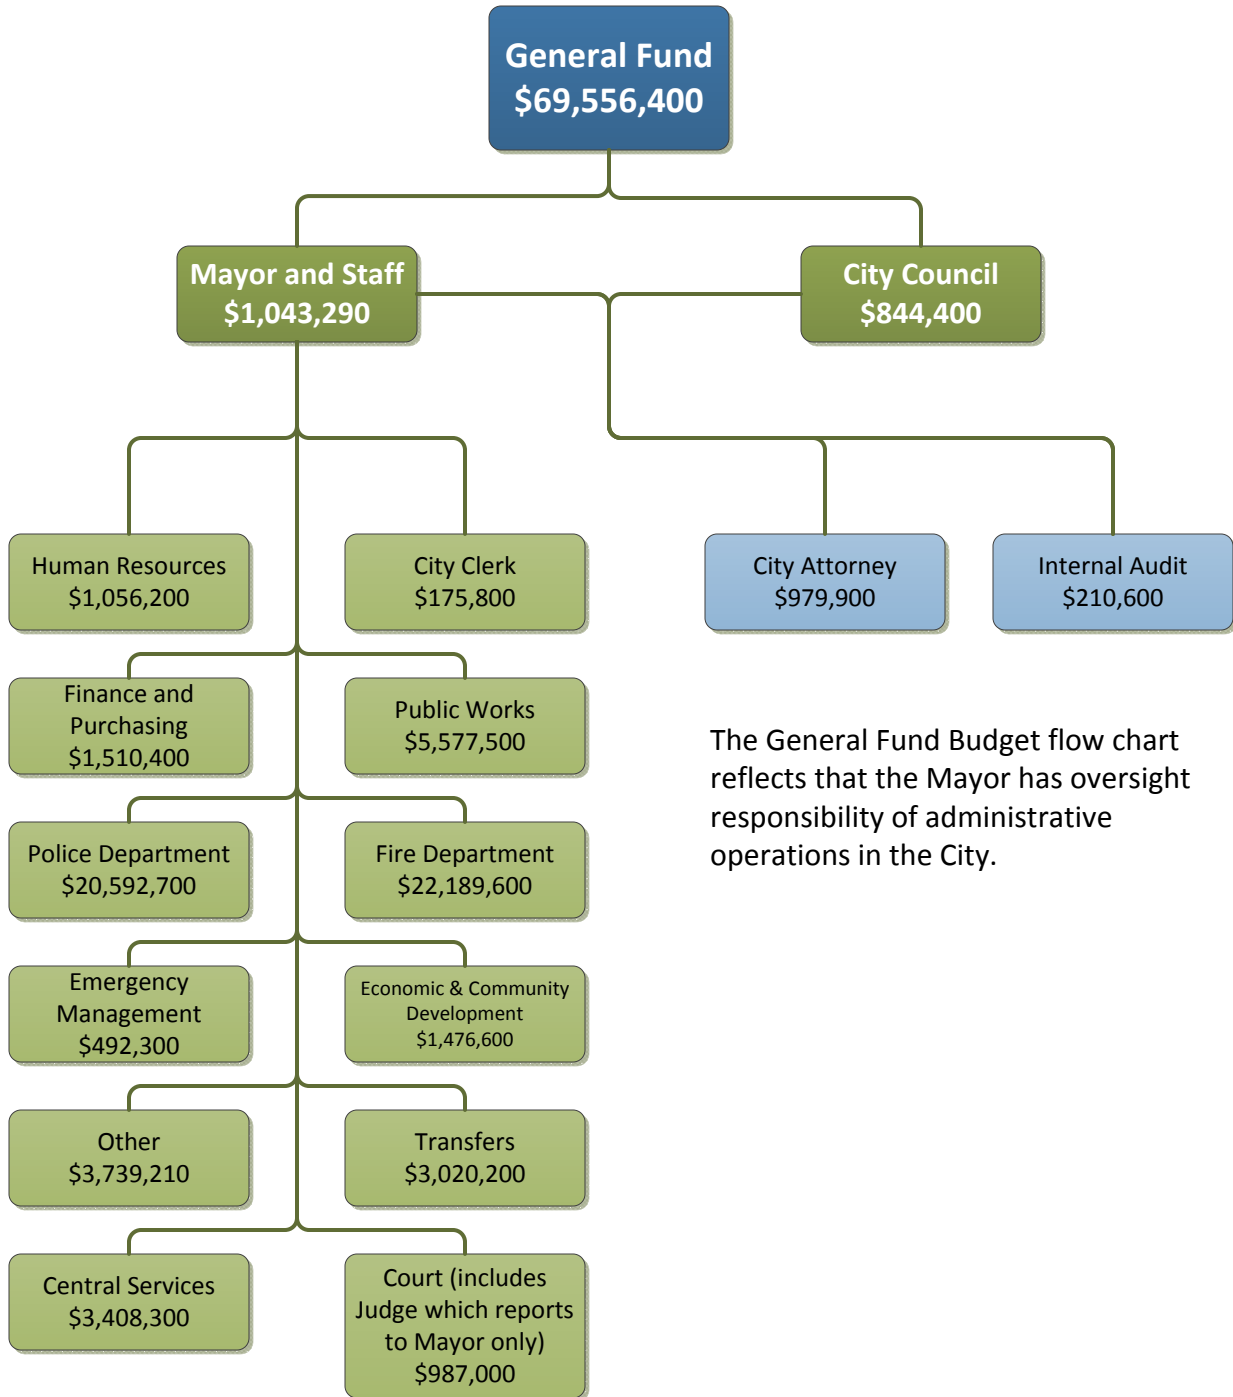 General Fund
$69,556,400
Mayor and Staff
$1,043,290
City Council
$844,400
Human Resources
$1,056,200
City Clerk
$175,800
City Attorney
$979,900
Internal Audit
$210,600
Finance and
Purchasing
$1,510,400
Public Works
$5,577,500
The General Fund Budget flow chart
reflects that the Mayor has oversight
responsibility of administrative
operations in the City.
Police Department
$20,592,700
Fire Department
$22,189,600
Emergency
Management
$492,300
Economic & Community
Development
$1,476,600
Other
$3,739,210
Transfers
$3,020,200
Central Services
$3,408,300
Court (includes
Judge which reports
to Mayor only)
$987,000